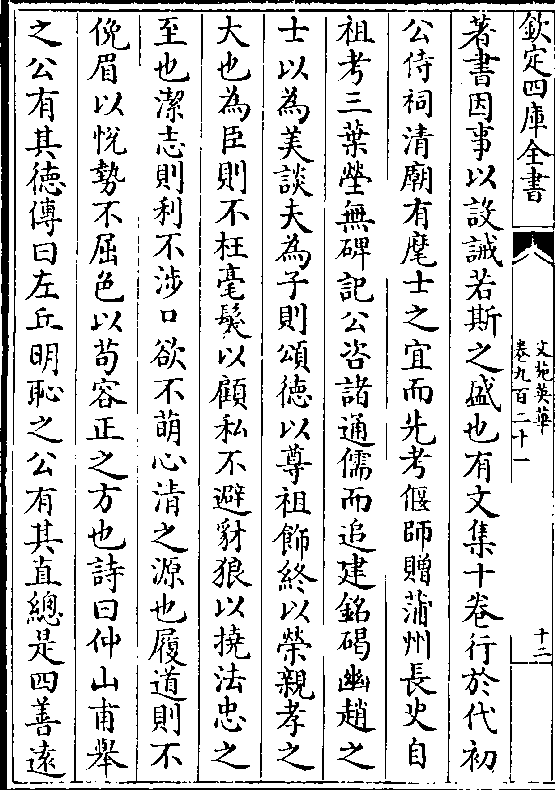 欽定四庫全書
文苑英華
卷九百二十一
十二
著書因事以設誡若斯之盛也有文集十卷行於代初
公侍祠清廟有髦士之宜而先考偃師贈蒲州長史自
祖考三葉塋無碑記公咨諸通儒而追建銘碣幽趙之
士以為美談夫為子則頌徳以尊祖飾終以榮親孝之
大也為臣則不枉毫髮以顧私不避豺狼以撓法忠之
至也潔志則利不涉口欲不萌心清之源也履道則不
俛眉以悅勢不屈色以苟容正之方也詩曰仲山甫舉
之公有其徳傳曰左丘明恥之公有其直總是四善逺